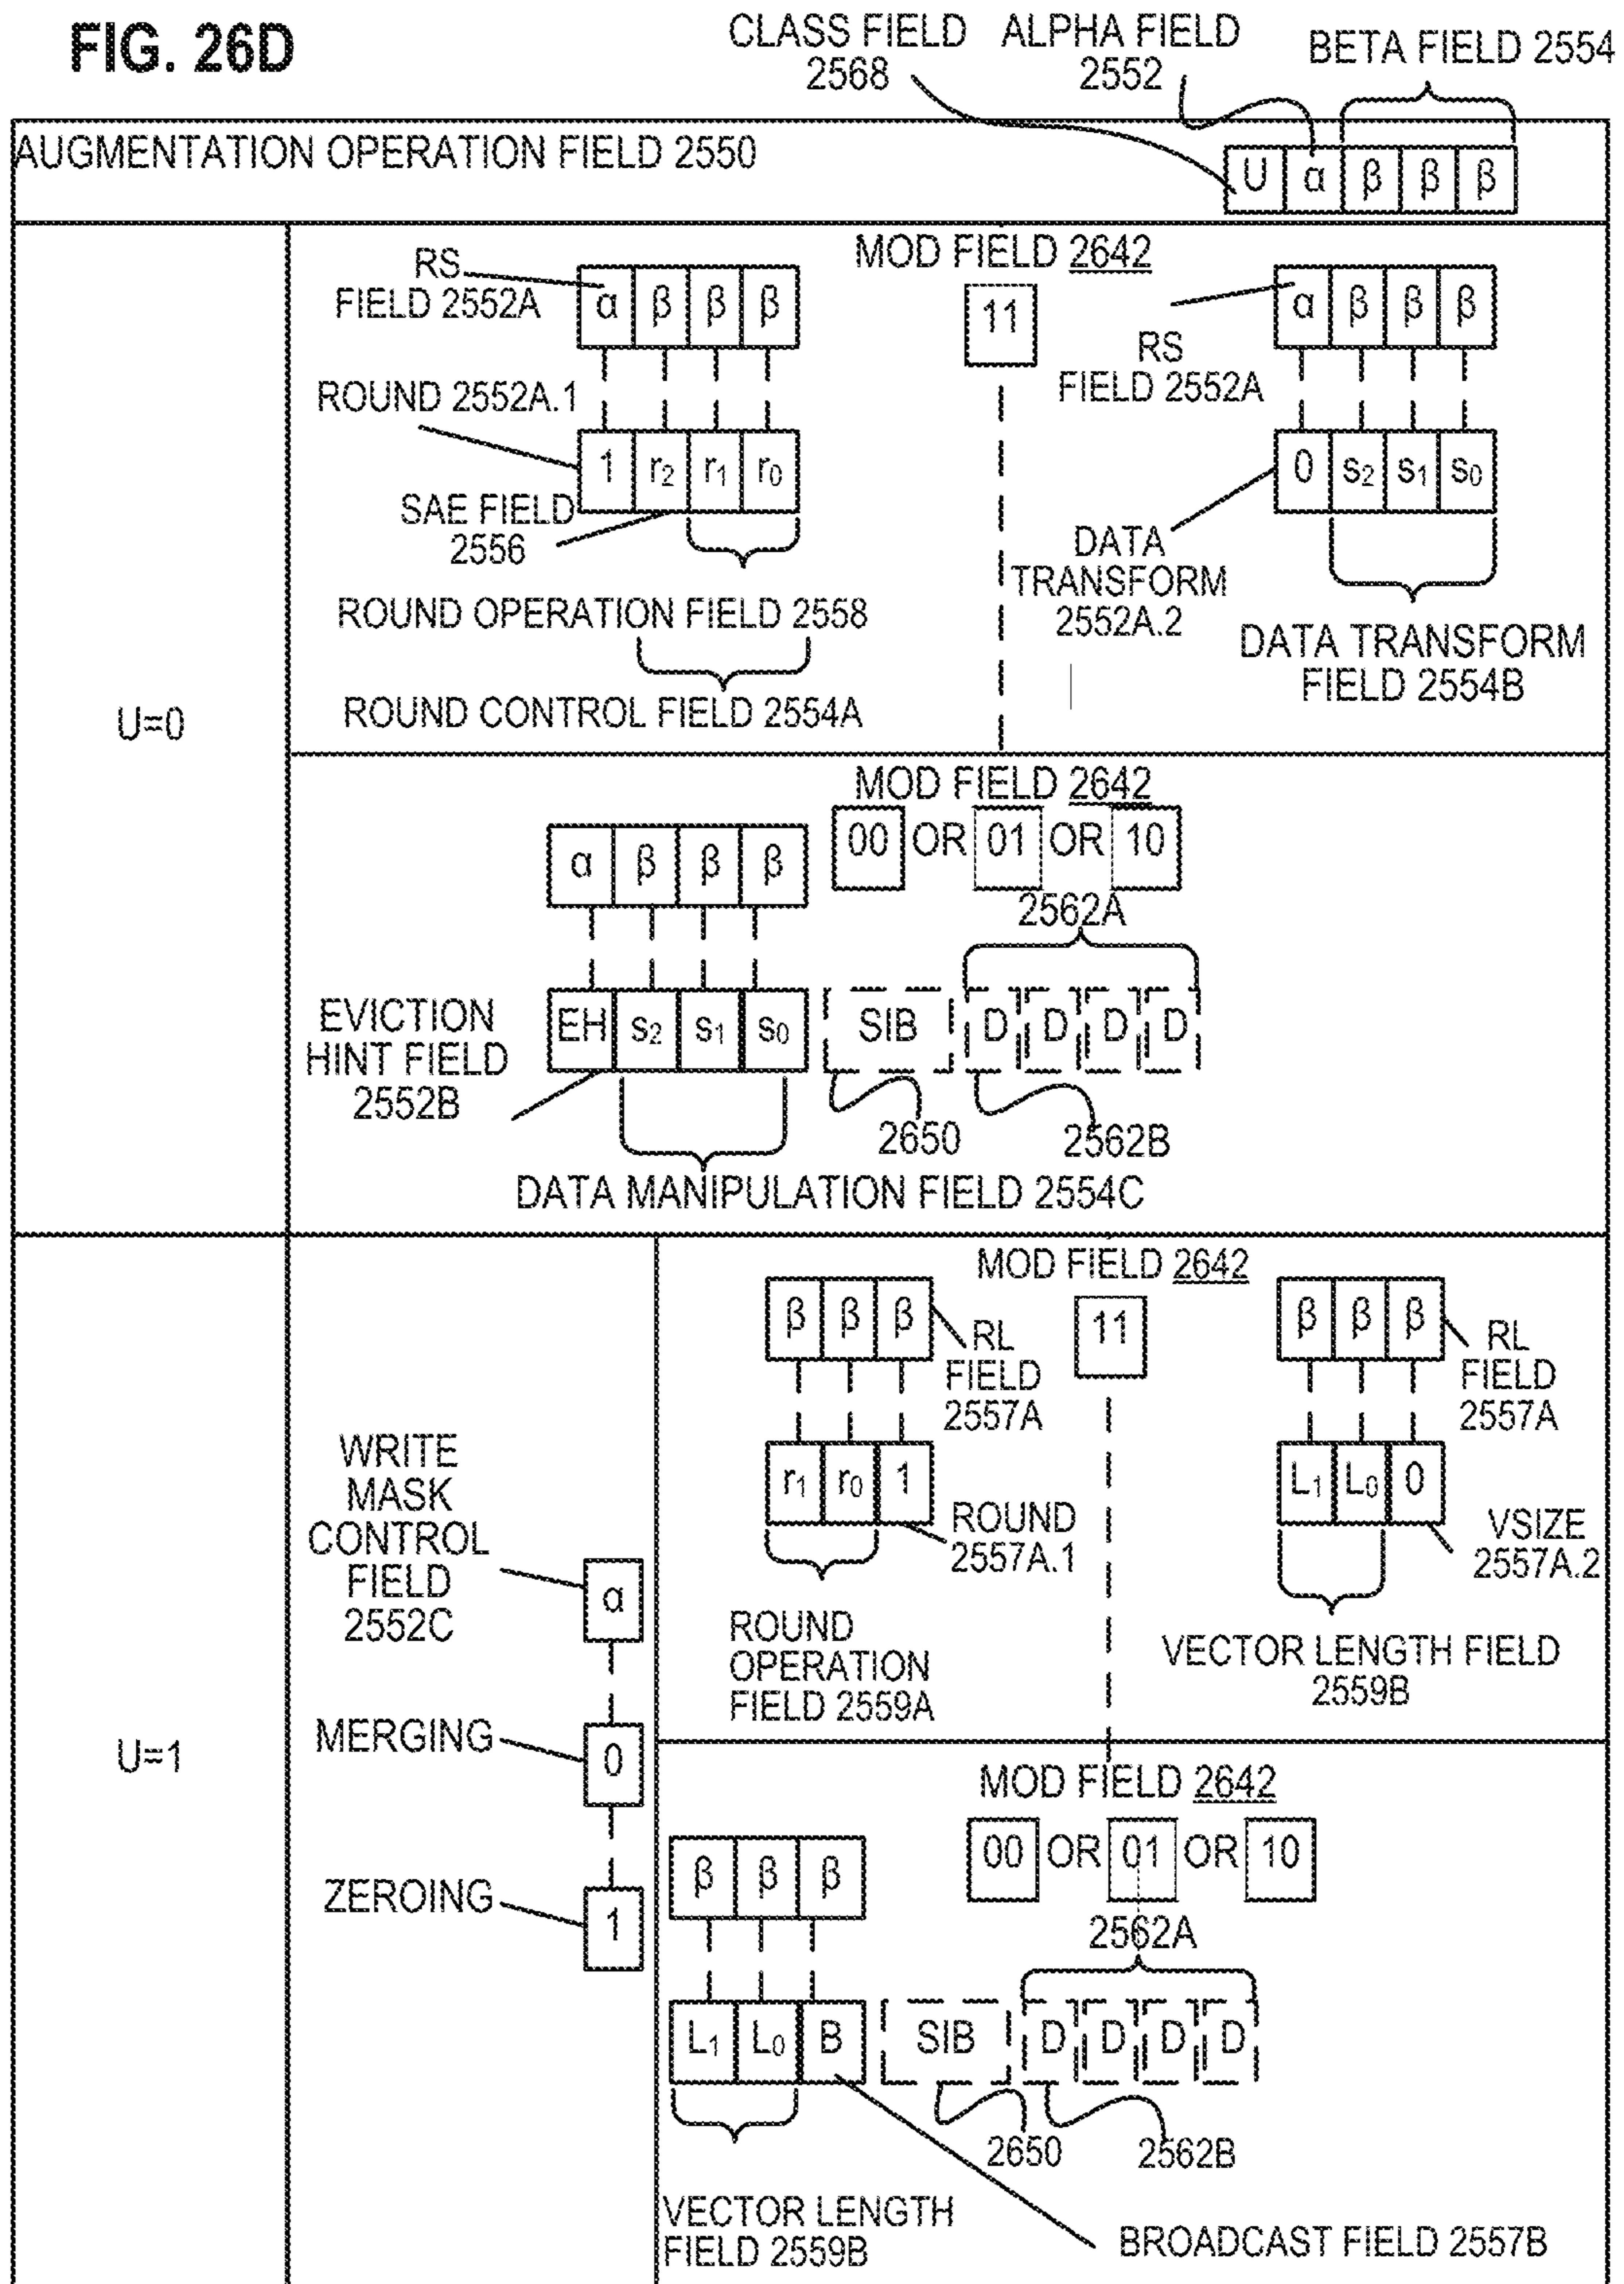 FIG. 26D
CLASS FIELD
2568
ALPHA FIELD
2552
BETA FIELD 2554
AUGMENTATION OPERATION FIELD 2550
U α β β β
U=0
MOD FIELD 2642
11
RS
FIELD 2552A
α β β β
ROUND 2552A.1
1 r2 r1 r0
SAE FIELD
2556
ROUND OPERATION FIELD 2558
ROUND CONTROL FIELD 2554A
α β β β
RS
FIELD 2552A
0 s2 s1 s0
DATA
TRANSFORM
2552A.2
DATA TRANSFORM
FIELD 2554B
MOD FIELD 2642
00 OR 01 OR 10
α β β β
2562A
EVICTION
HINT FIELD
2552B
EH s2 s1 s0 SIB D D D D
2650
2562B
DATA MANIPULATION FIELD 2554C
U=1
WRITE
MASK
CONTROL
FIELD
2552C
α
MERGING
0
ZEROING
1
MOD FIELD 2642
11
β β β
RL
FIELD
2557A
r1 r0 1
ROUND
2557A.1
ROUND
OPERATION
FIELD 2559A
β β β
RL
FIELD
2557A
L1 L0 0
VSIZE
2557A.2
VECTOR LENGTH FIELD
2559B
MOD FIELD 2642
00 OR 01 OR 10
β β β
2562A
L1 L0 B SIB D D D D
2650
2562B
VECTOR LENGTH
FIELD 2559B
BROADCAST FIELD 2557B